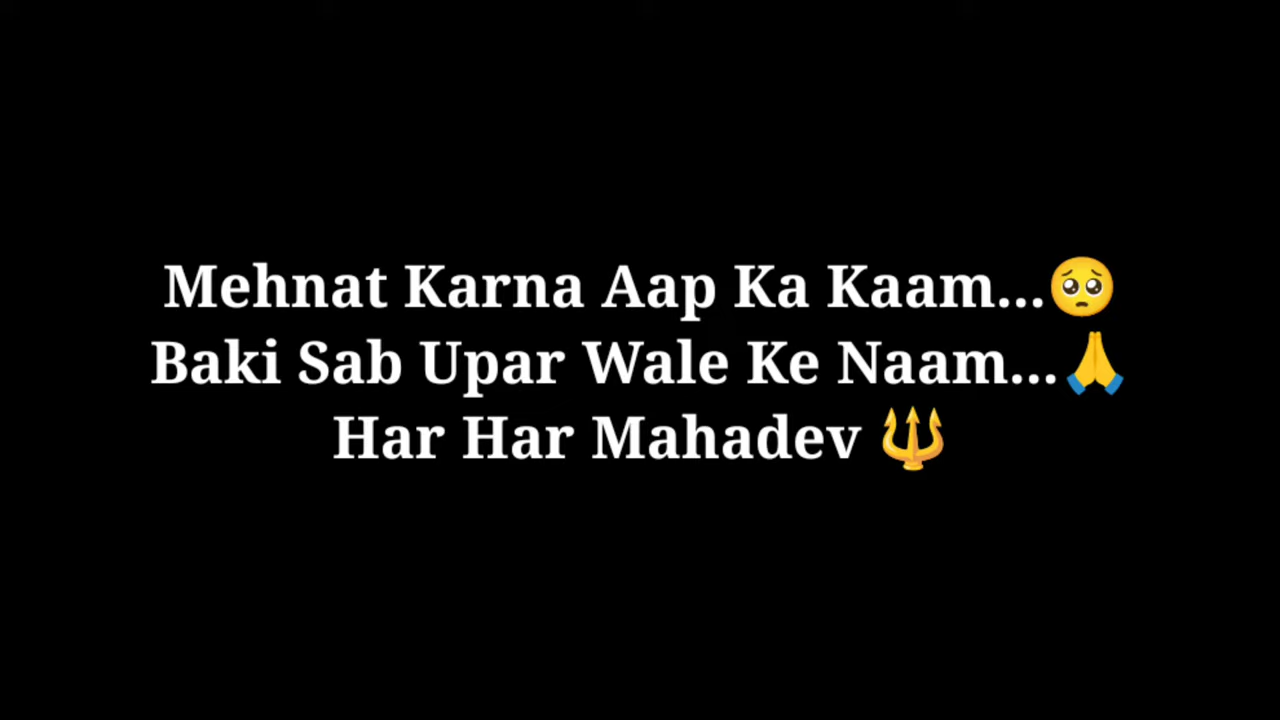 Mehnat Karna Aap Ka Kaam...🥺
Baki Sab Upar Wale Ke Naam...🙏
Har Har Mahadev 🔱